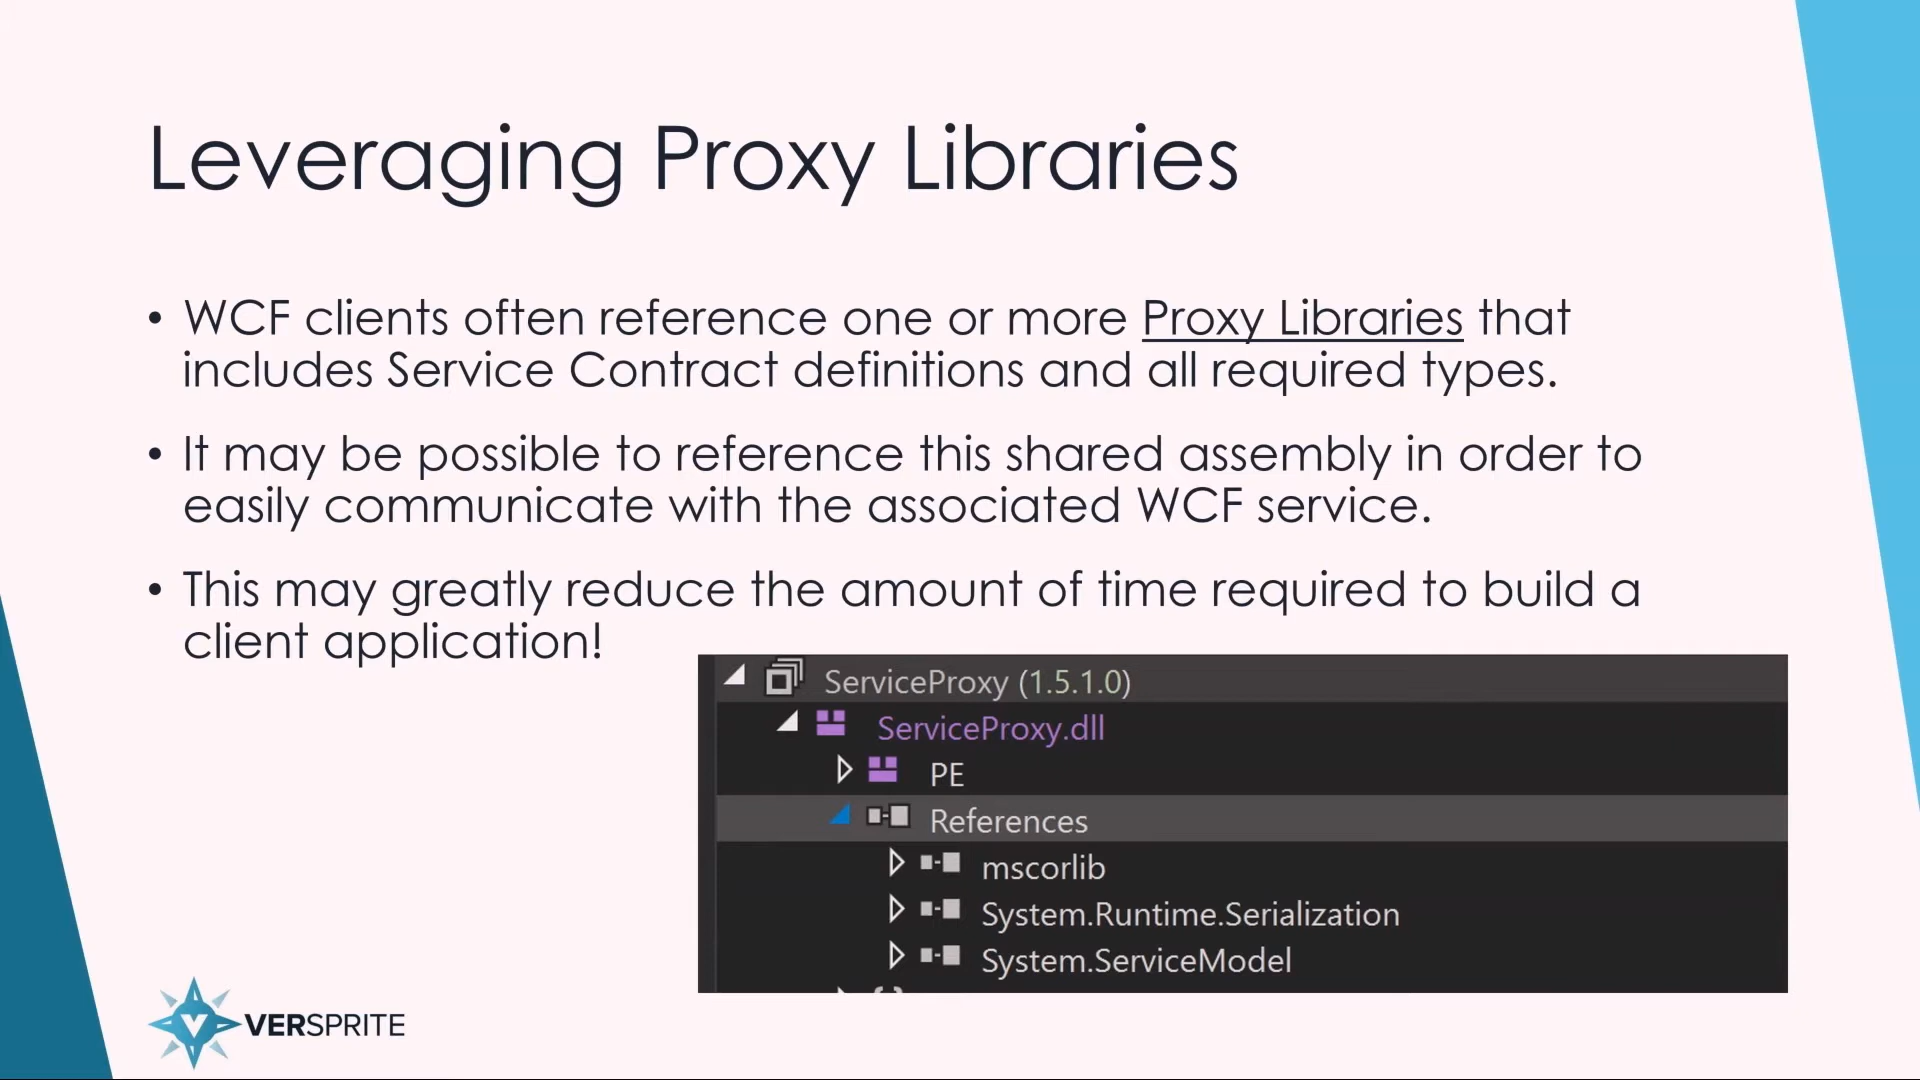 Leveraging Proxy Libraries
• WCF clients often reference one or more Proxy Libraries that
includes Service Contract definitions and all required types.
• It may be possible to reference this shared assembly in order to
easily communicate with the associated WCF service.
• This may greatly reduce the amount of time required to build a
client application!
ServiceProxy (1.5.1.0)
ServiceProxy.dll
PE
References
mscorlib
System.Runtime.Serialization
System.ServiceModel
VERSPRITE